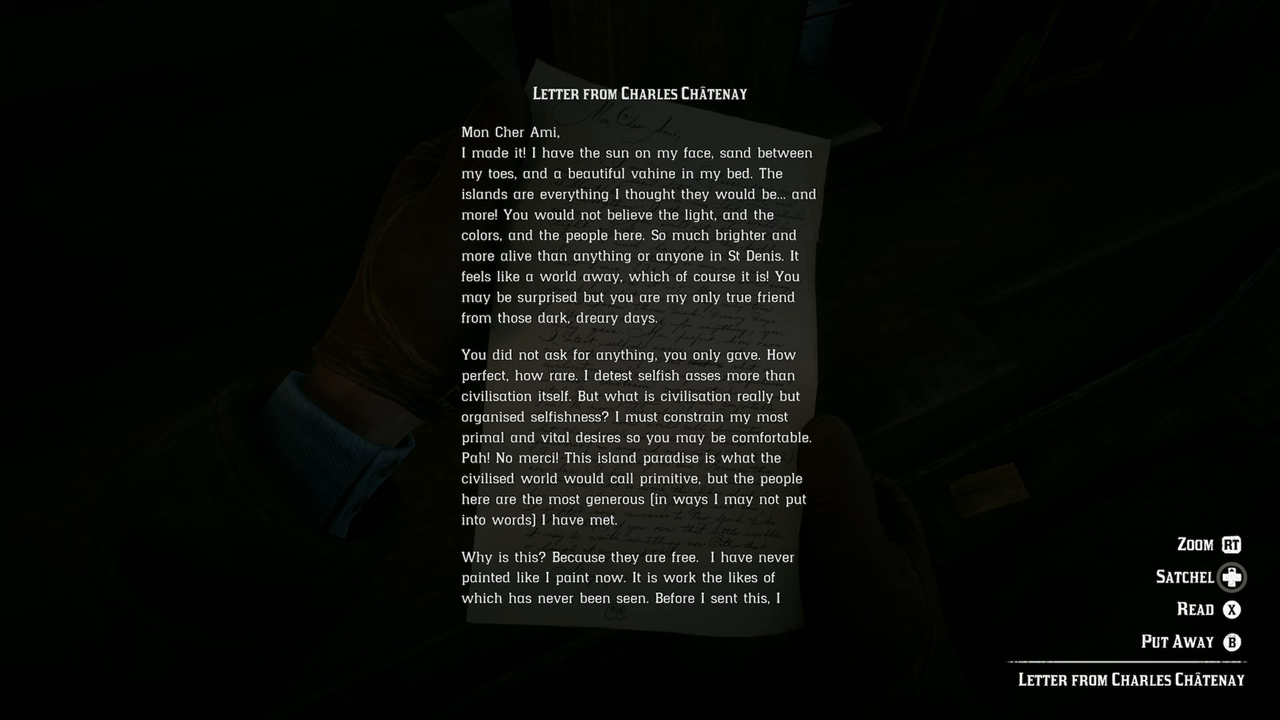 LETTER FROM CHARLES CHÂTENAY
Mon Cher Ami,
I made it! I have the sun on my face, sand between
my toes, and a beautiful vahine in my bed. The
islands are everything I thought they would be... and
more! You would not believe the light, and the
colors, and the people here. So much brighter and
more alive than anything or anyone in St Denis. It
feels like a world away, which of course it is! You
may be surprised but you are my only true friend
from those dark, dreary days.
You did not ask for anything, you only gave. How
perfect, how rare. I detest selfish asses more than
civilisation itself. But what is civilisation really but
organised selfishness? I must constrain my most
primal and vital desires so you may be comfortable.
Pah! No merci! This island paradise is what the
civilised world would call primitive, but the people
here are the most generous (in ways I may not put
into words) I have met.
Why is this? Because they are free.  I have never
painted like I paint now. It is work the likes of
which has never been seen. Before I sent this, I
ZOOM RT
SATCHEL
READ X
PUT AWAY B
LETTER FROM CHARLES CHÂTENAY